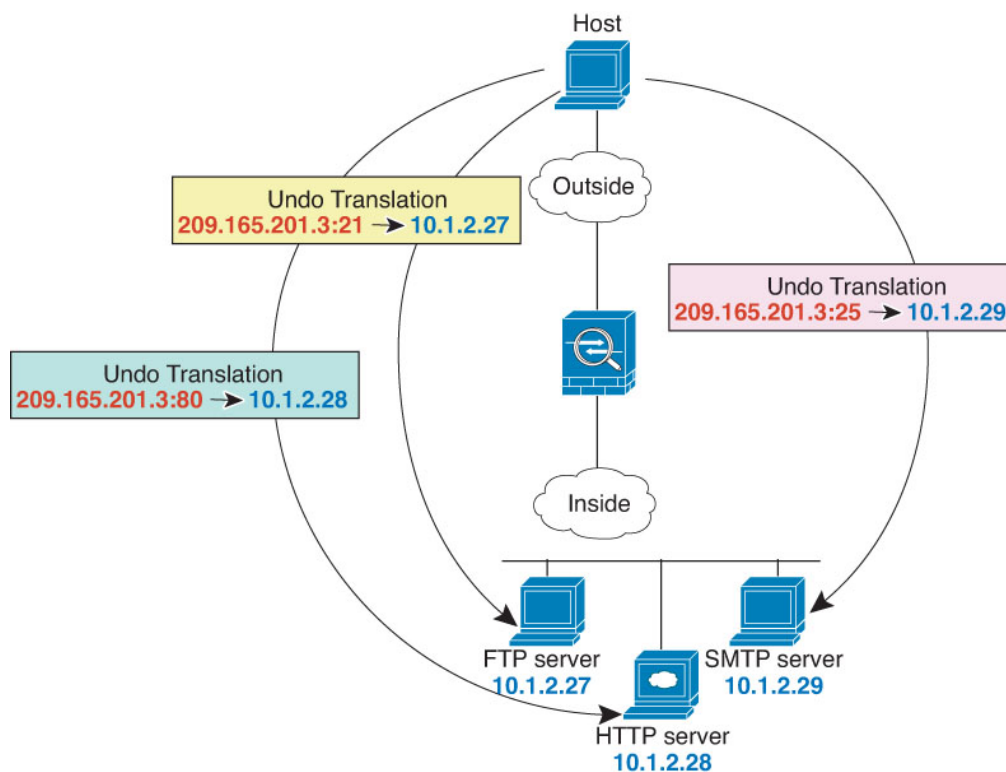 Host
Outside
Undo Translation
209.165.201.3:21 → 10.1.2.27
Undo Translation
209.165.201.3:25 → 10.1.2.29
Undo Translation
209.165.201.3:80 → 10.1.2.28
Inside
FTP server
10.1.2.27
SMTP server
10.1.2.29
HTTP server
10.1.2.28